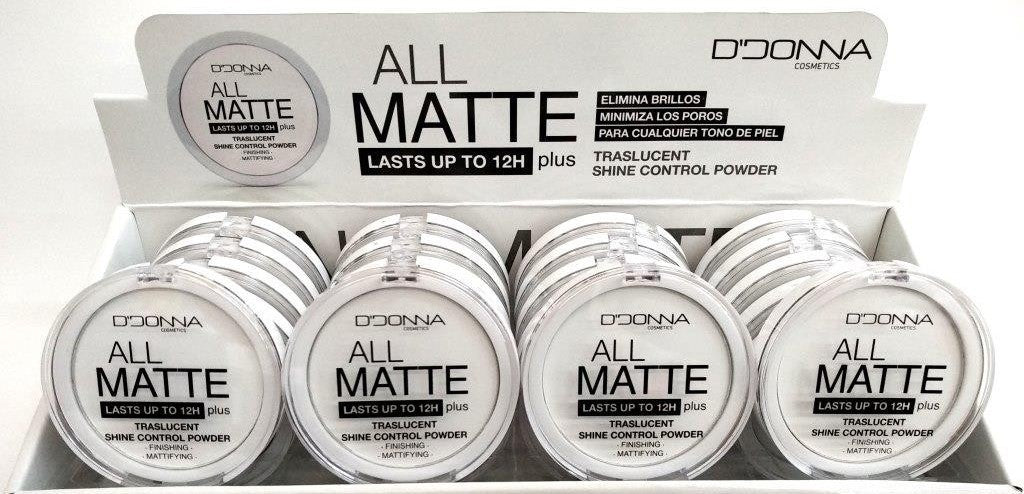 D'DONNA
COSMETICS
ALL
MATTE
LASTS UP TO 12H plus
TRASLUCENT
SHINE CONTROL POWDER
- FINISHING -
- MATTIFYING -
ALL
MATTE
LASTS UP TO 12H plus
D'DONNA
COSMETICS
ELIMINA BRILLOS
MINIMIZA LOS POROS
PARA CUALQUIER TONO DE PIEL
TRASLUCENT
SHINE CONTROL POWDER
D'DONNA
COSMETICS
ALL
MATTE
LASTS UP TO 12H plus
TRASLUCENT
SHINE CONTROL POWDER
- FINISHING -
- MATTIFYING -
D'DONNA
COSMETICS
ALL
MATTE
LASTS UP TO 12H plus
TRASLUCENT
SHINE CONTROL POWDER
- FINISHING -
- MATTIFYING -
D'DONNA
COSMETICS
ALL
MATTE
LASTS UP TO 12H plus
TRASLUCENT
SHINE CONTROL POWDER
- FINISHING -
- MATTIFYING -
D'DONNA
COSMETICS
ALL
MATTE
LASTS UP TO 12H plus
TRASLUCENT
SHINE CONTROL POWDER
- FINISHING -
- MATTIFYING -